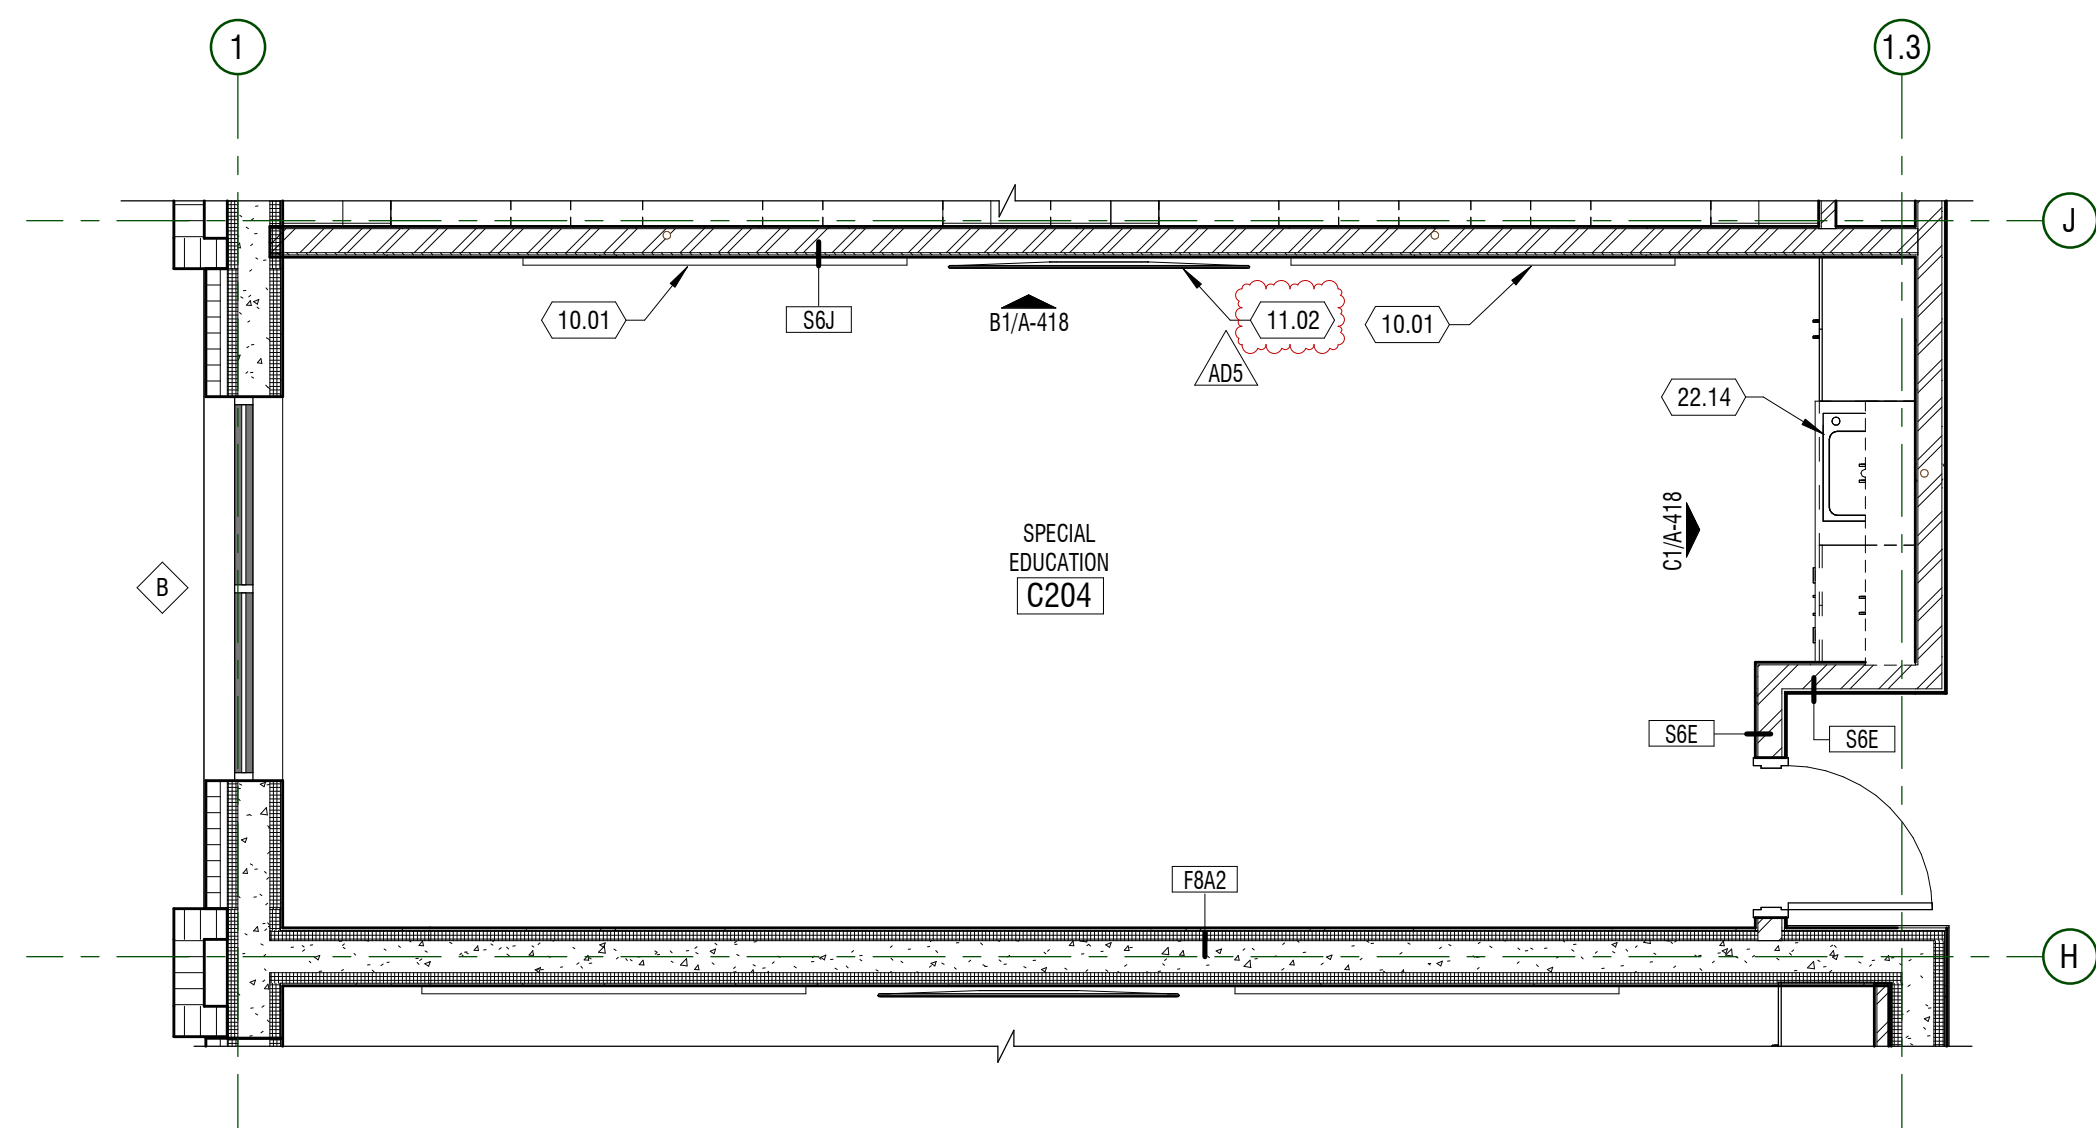 1
1.3
J
10.01
S6J
B1/A-418
11.02
10.01
AD5
22.14
C1/A-418
SPECIAL
EDUCATION
C204
B
S6E
S6E
F8A2
H